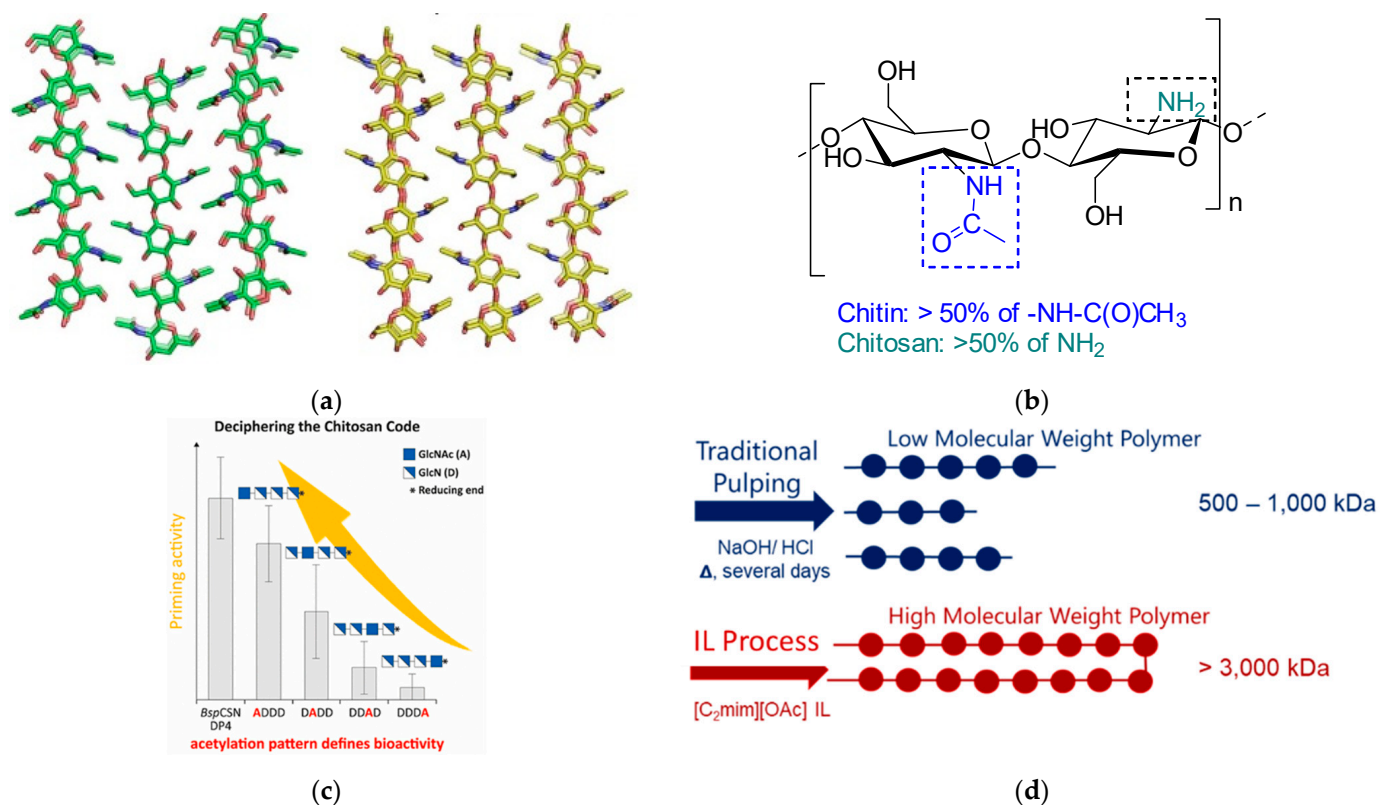 OH
NH2
O
HO
O
HO
O
O
O
NH
O
C
OH
n
Chitin: > 50% of -NH-C(O)CH3
Chitosan: >50% of NH2
(a)
(b)
Deciphering the Chitosan Code
GlcNAc (A)
GlcN (D)
* Reducing end
Priming activity
*
*
*
*
BspCSN
DP4
ADDD
DADD
DDAD
DDDA
acetylation pattern defines bioactivity
Traditional
Pulping
NaOH/ HCl
Δ, several days
Low Molecular Weight Polymer
500 – 1,000 kDa
IL Process
[C2mim][OAc] IL
High Molecular Weight Polymer
> 3,000 kDa
(c)
(d)